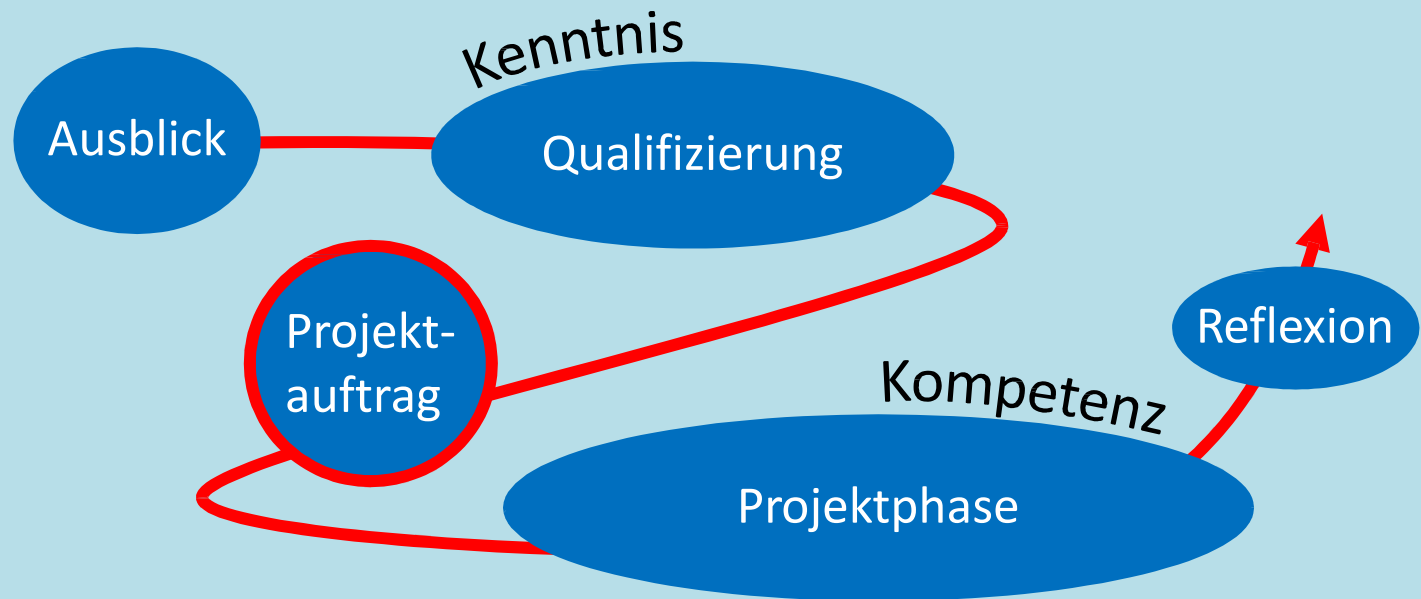 Kenntnis
Ausblick
Qualifizierung
Projekt-
auftrag
Reflexion
Kompetenz
Projektphase